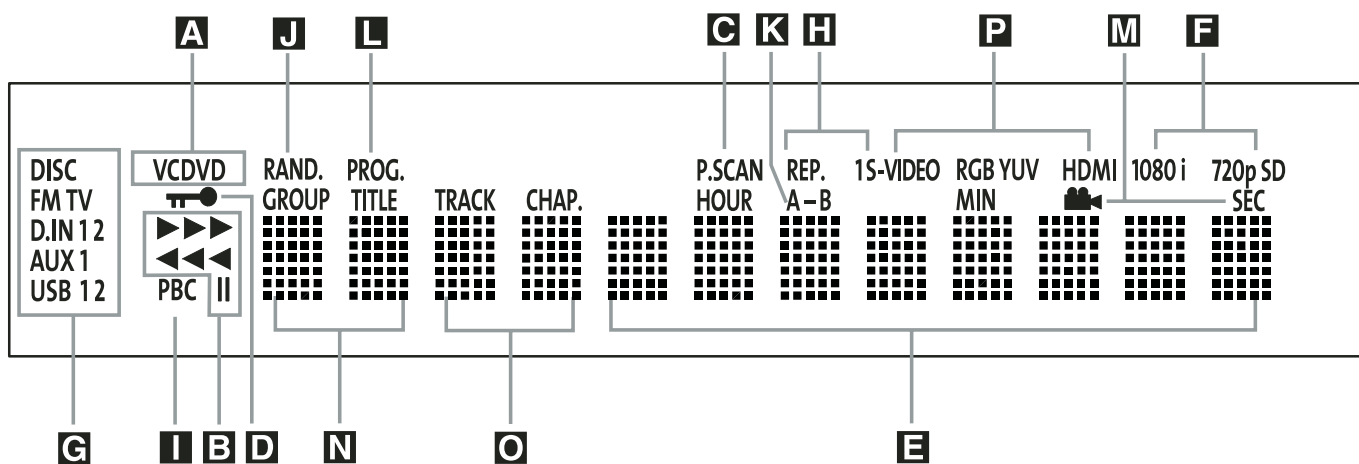 A J L C K H P M F
DISC VCDVD RAND. PROG. P.SCAN REP. 1 S-VIDEO RGB YUV HDMI 1080 i 720p SD
FM TV GROUP TITLE TRACK CHAP. HOUR A – B MIN SEC
D.IN 1 2
AUX 1
USB 1 2 PBC
G I B D N O E